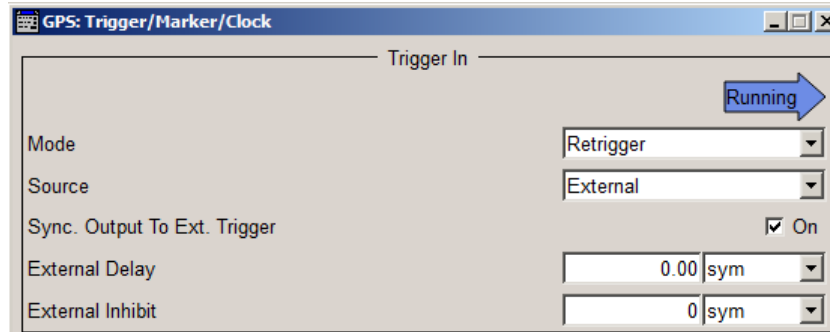 GPS: Trigger/Marker/Clock
Trigger In
Running
Mode Retrigger
Source External
Sync. Output To Ext. Trigger On
External Delay 0.00 sym
External Inhibit 0 sym